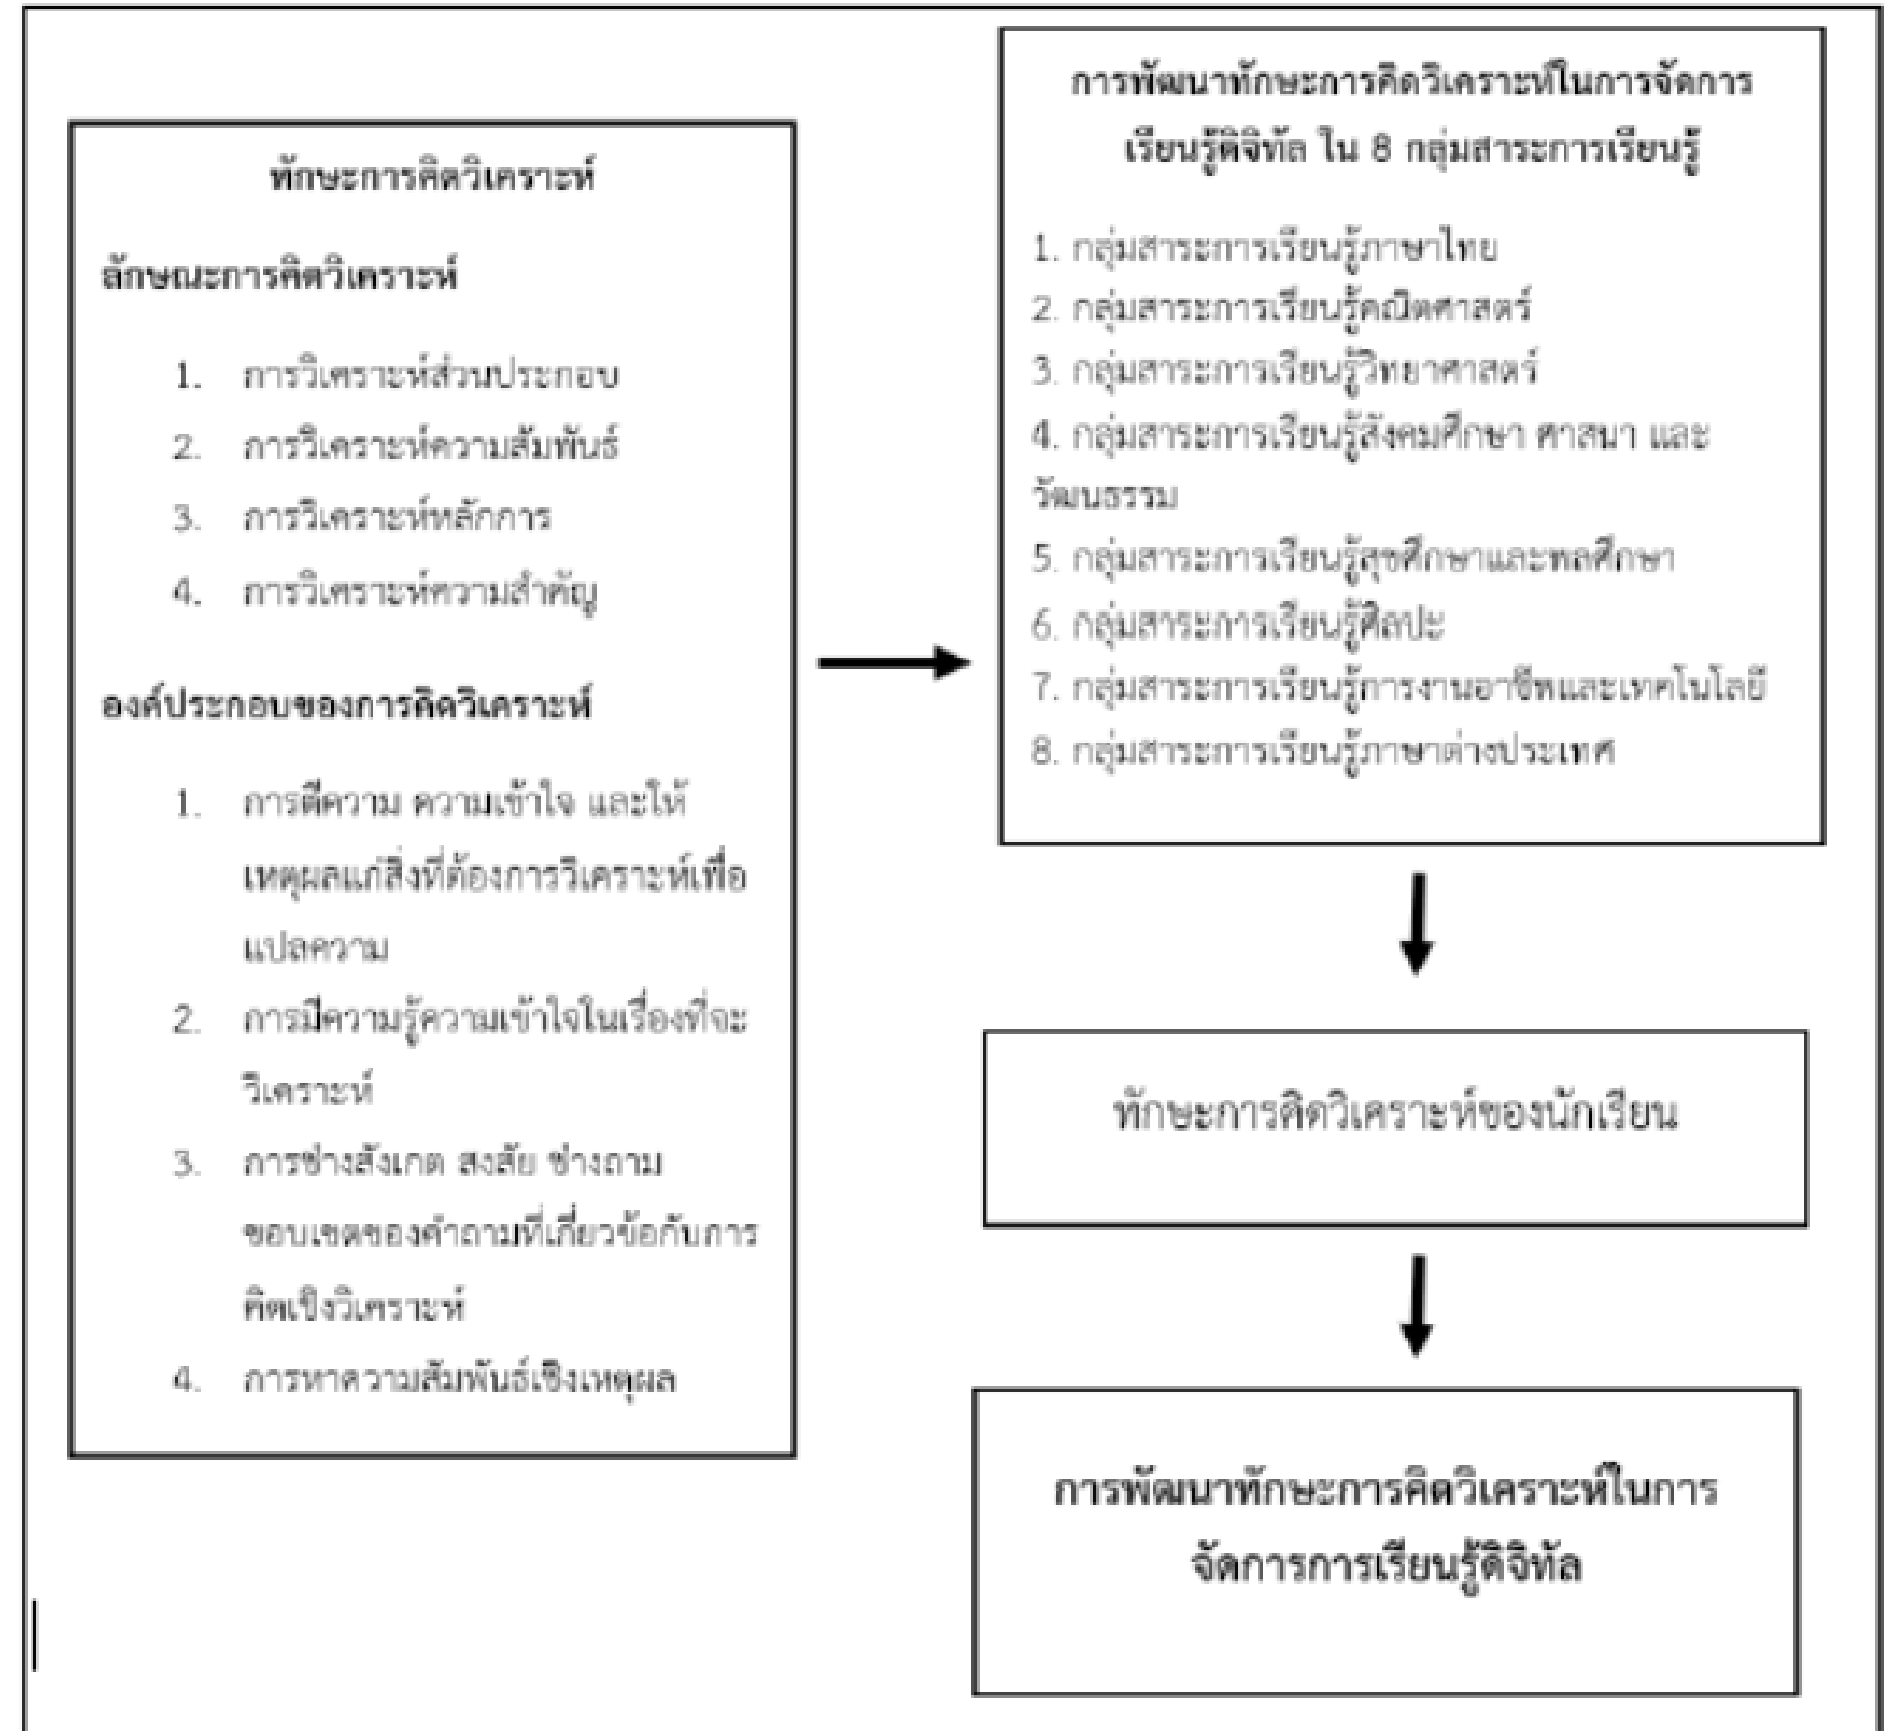 ทักษะการคิดวิเคราะห์
ลักษณะการคิดวิเคราะห์
1. การวิเคราะห์ส่วนประกอบ
2. การวิเคราะห์ความสัมพันธ์
3. การวิเคราะห์หลักการ
4. การวิเคราะห์ความสำคัญ
องค์ประกอบของการคิดวิเคราะห์
1. การตีความ ความเข้าใจ และให้
เหตุผลแก่สิ่งที่ต้องการวิเคราะห์เพื่อ
แปลความ
2. การมีความรู้ความเข้าใจในเรื่องที่จะ
วิเคราะห์
3. การช่างสังเกต สงสัย ช่างถาม
ขอบเขตของคำถามที่เกี่ยวข้อกับการ
คิดเชิงวิเคราะห์
4. การหาความสัมพันธ์เชิงเหตุผล
การพัฒนาทักษะการคิดวิเคราะห์ในการจัดการ
เรียนรู้ดิจิทัล ใน 8 กลุ่มสาระการเรียนรู้
1. กลุ่มสาระการเรียนรู้ภาษาไทย
2. กลุ่มสาระการเรียนรู้คณิตศาสตร์
3. กลุ่มสาระการเรียนรู้วิทยาศาสตร์
4. กลุ่มสาระการเรียนรู้สังคมศึกษา ศาสนา และ
วัฒนธรรม
5. กลุ่มสาระการเรียนรู้สุขศึกษาและพลศึกษา
6. กลุ่มสาระการเรียนรู้ศิลปะ
7. กลุ่มสาระการเรียนรู้การงานอาชีพและเทคโนโลยี
8. กลุ่มสาระการเรียนรู้ภาษาต่างประเทศ
ทักษะการคิดวิเคราะห์ของนักเรียน
การพัฒนาทักษะการคิดวิเคราะห์ในการ
จัดการการเรียนรู้ดิจิทัล